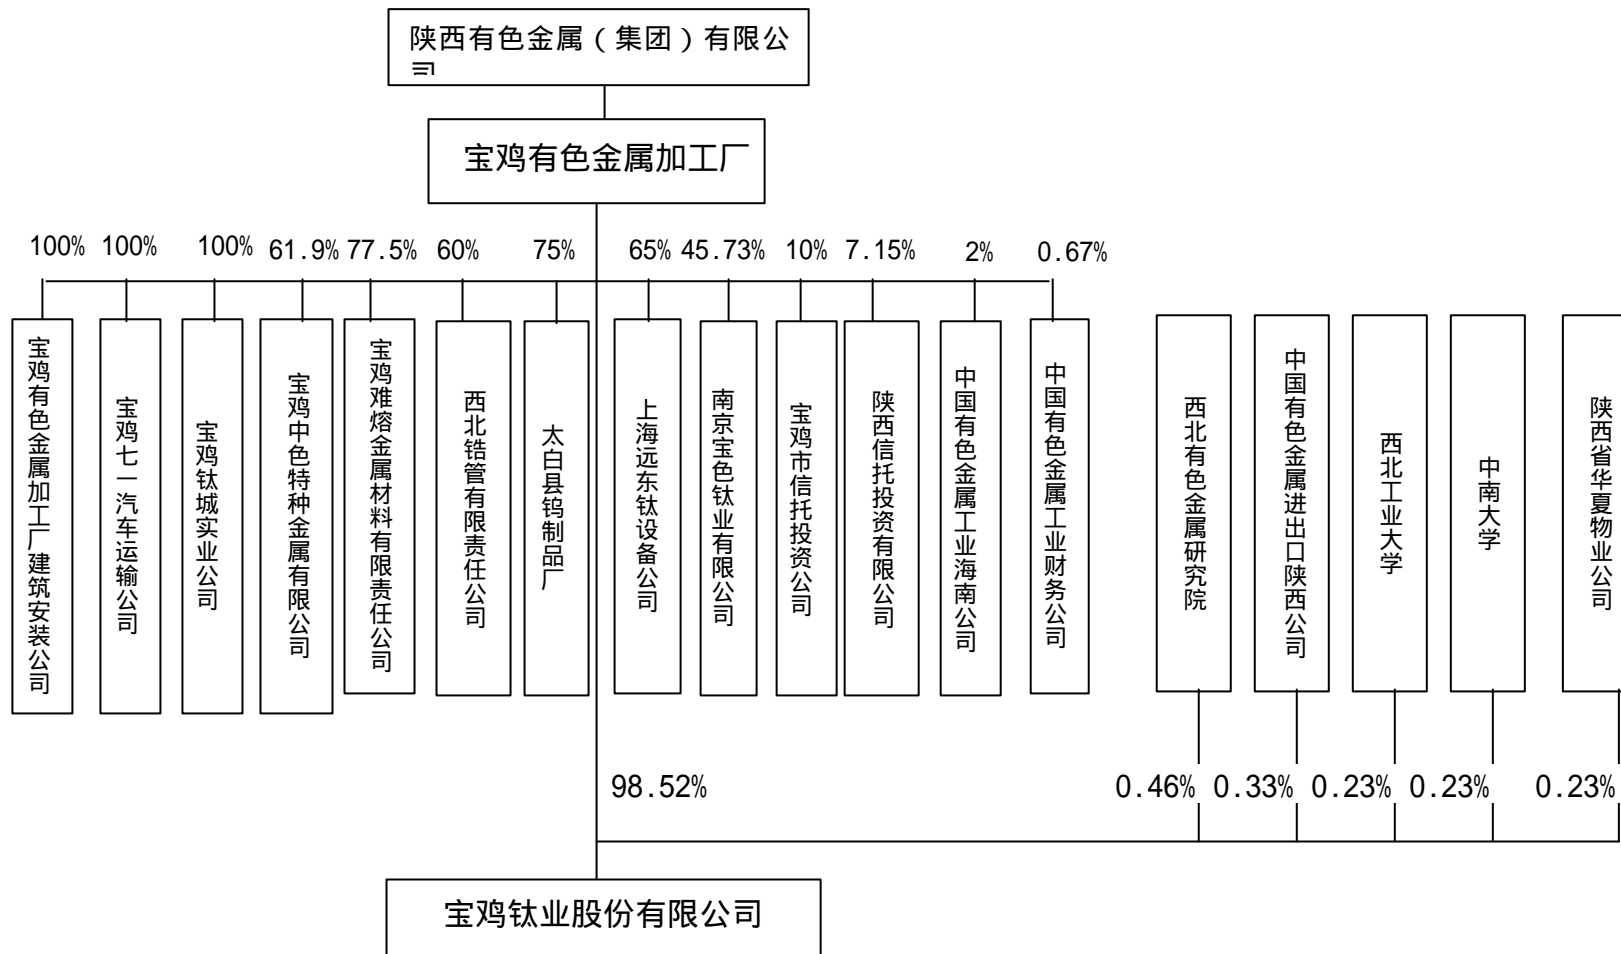 陕西有色金属（集团）有限公
司
宝鸡有色金属加工厂
100% 100% 100% 61.9% 77.5% 60% 75% 65% 45.73% 10% 7.15% 2% 0.67%
宝鸡有色金属加工厂建筑安装公司
宝鸡七一汽车运输公司
宝鸡钛城实业公司
宝鸡中色特种金属有限公司
宝鸡难熔金属材料有限责任公司
西北锆管有限责任公司
太白县钨制品厂
上海远东钛设备公司
南京宝色钛业有限公司
宝鸡市信托投资公司
陕西信托投资有限公司
中国有色金属工业海南公司
中国有色金属工业财务公司
西北有色金属研究院
中国有色金属进出口陕西公司
西北工业大学
中南大学
陕西省华夏物业公司
98.52% 0.46% 0.33% 0.23% 0.23% 0.23%
宝鸡钛业股份有限公司